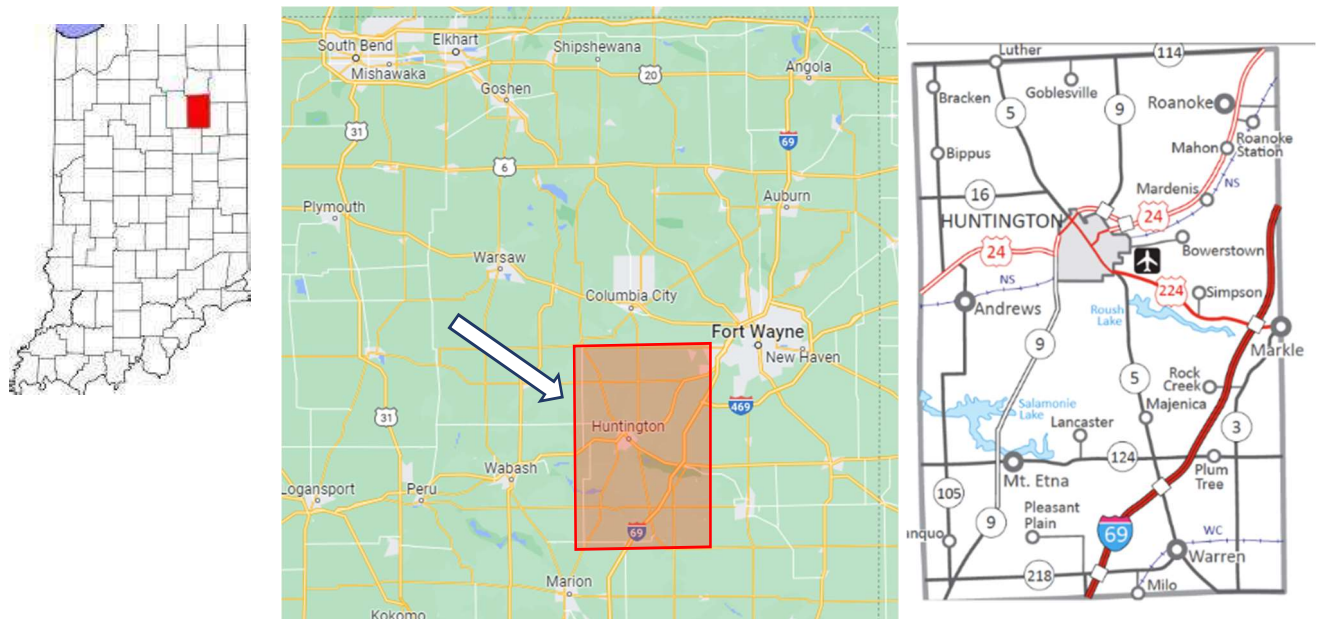 South Bend
Elkhart
Shipshewana
Mishawaka
20
Angola
Goshen
31
69
6
Auburn
Plymouth
Warsaw
Columbia City
Fort Wayne
New Haven
31
469
Huntington
Wabash
Logansport
Peru
69
Marion
Kokomo
Luther
114
Bracken
Goblesville
5
9
Roanoke
Roanoke
Station
Mahon
Bippus
NS
16
Mardenis
HUNTINGTON
24
24
Bowerstown
NS
224
Simpson
Andrews
Roush
Lake
9
Markle
Rock
Creek
5
Majenica
Salamonie
Lake
Lancaster
3
124
Mt. Etna
Plum
Tree
105
Pleasant
Plain
9
69
WC
nquo
Warren
218
Milo